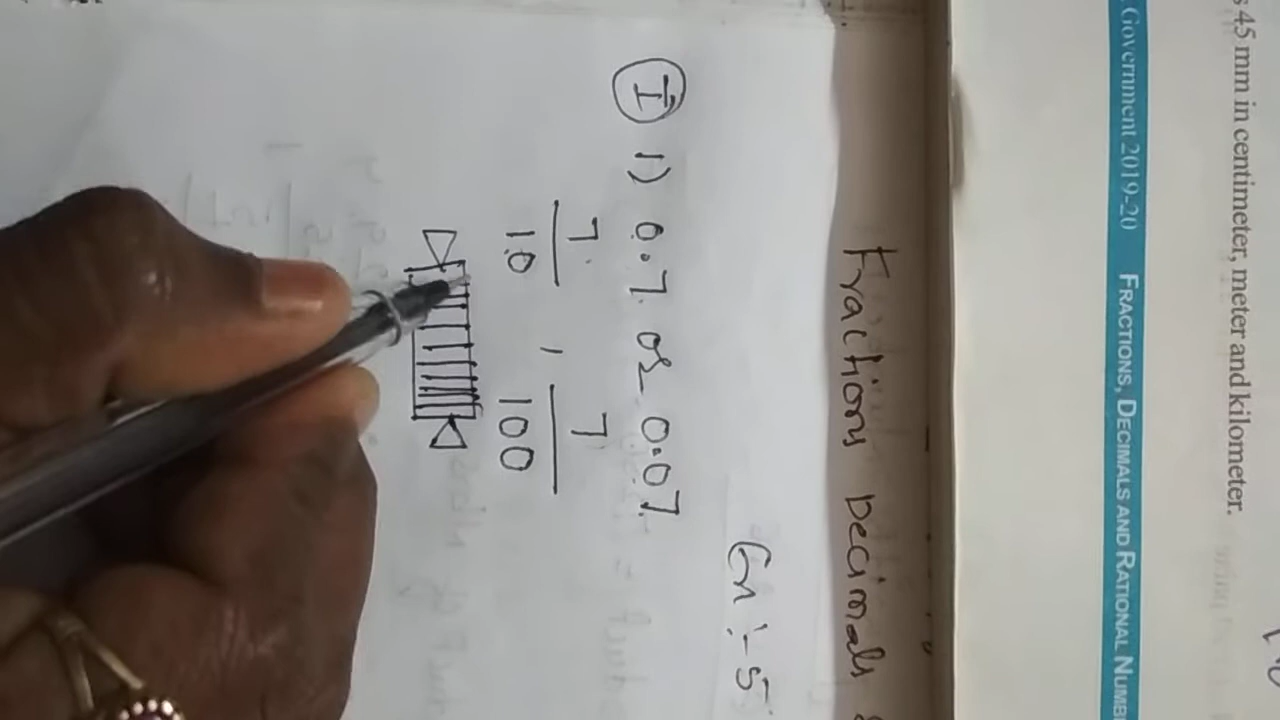 s 45 mm in centimeter, meter and kilometer.
Government 2019-20 FRACTIONS, DECIMALS AND RATIONAL NUMB
Fractions Decimals &
Ex:-5
I 1) 0.7 or 0.07
7/10 , 7/100